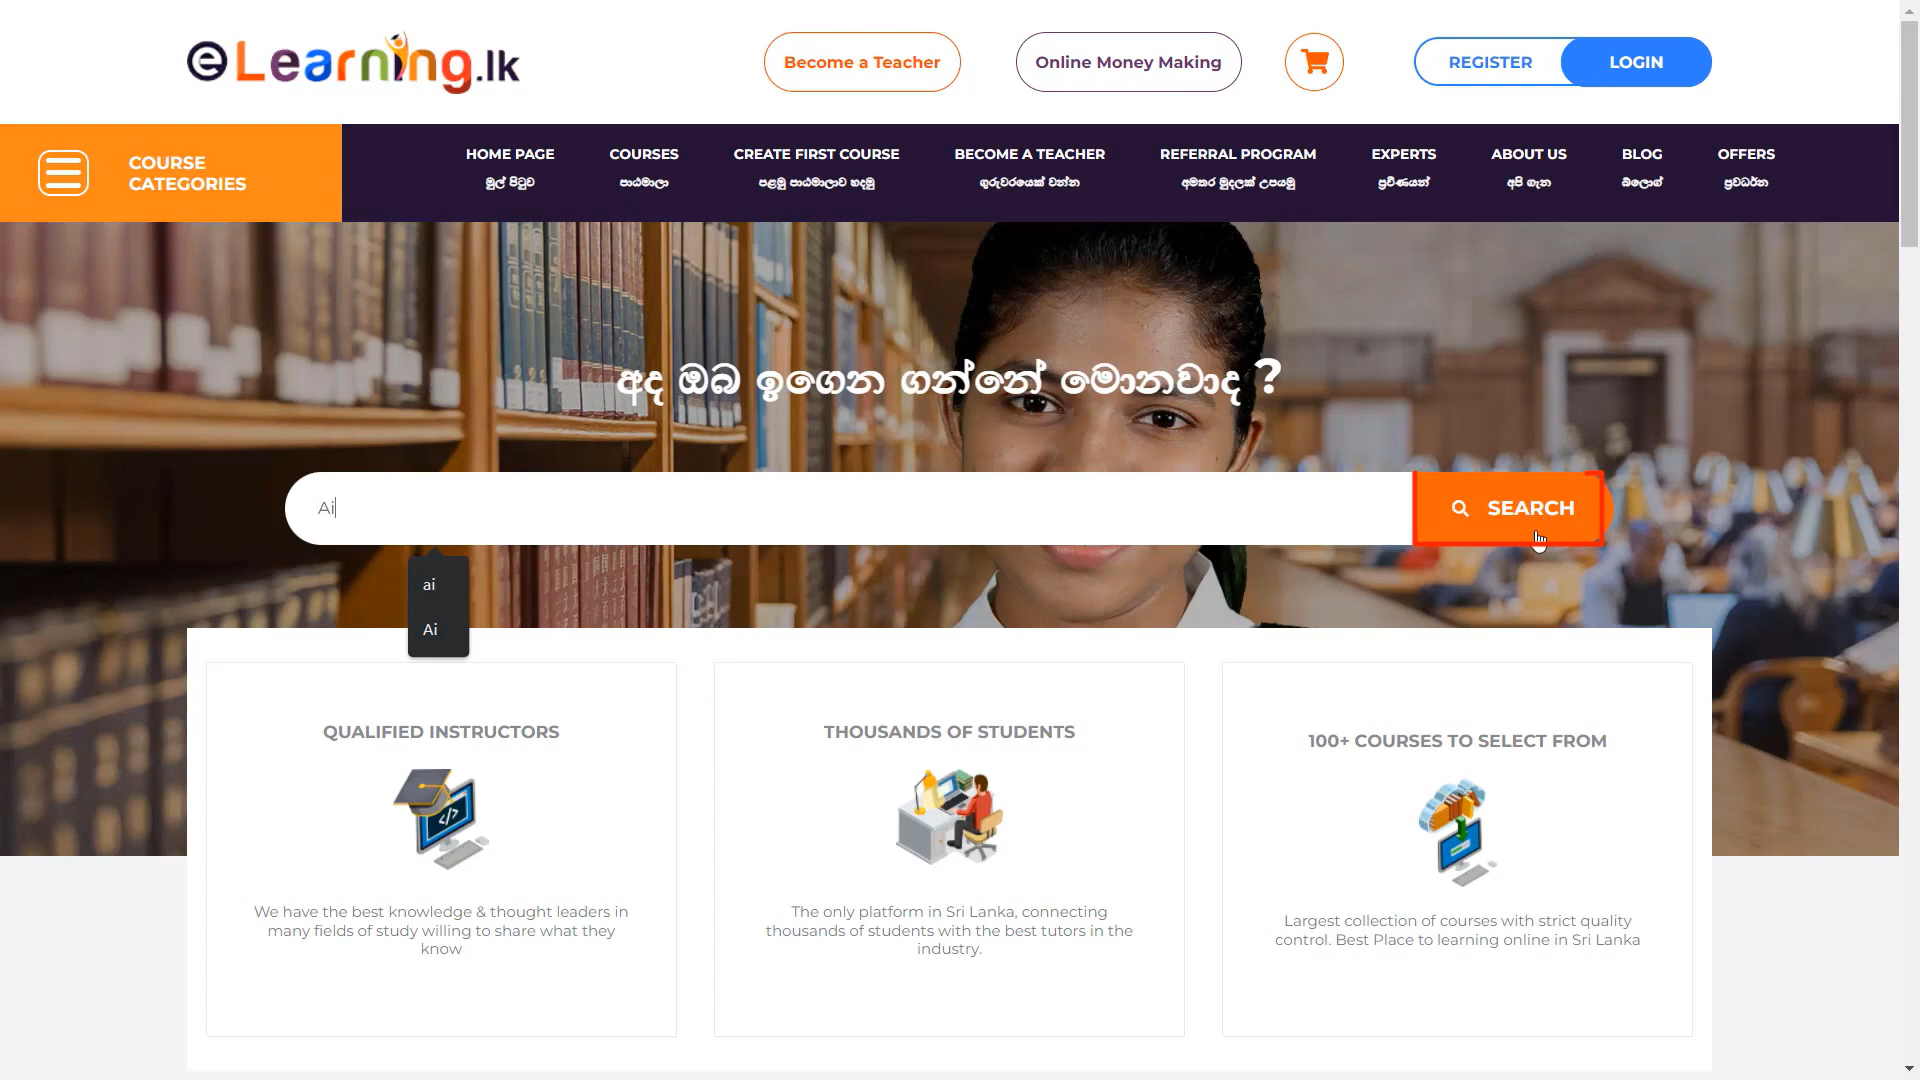 eLearning.lk
Become a Teacher
Online Money Making
REGISTER
LOGIN
COURSE
CATEGORIES
HOME PAGE
මුල් පිටුව
COURSES
පාඨමාලා
CREATE FIRST COURSE
පළමු පාඨමාලාව හදමු
BECOME A TEACHER
ගුරුවරයෙක් වන්න
REFERRAL PROGRAM
අමතර මුදලක් උපයමු
EXPERTS
ප්‍රවීණයන්
ABOUT US
අපි ගැන
BLOG
බ්ලොග්
OFFERS
ප්‍රවර්ධන
අද ඔබ ඉගෙන ගන්නේ මොනවාද ?
Ai
SEARCH
ai
Ai
QUALIFIED INSTRUCTORS
We have the best knowledge & thought leaders in
many fields of study willing to share what they
know
THOUSANDS OF STUDENTS
The only platform in Sri Lanka, connecting
thousands of students with the best tutors in the
industry.
100+ COURSES TO SELECT FROM
Largest collection of courses with strict quality
control. Best Place to learning online in Sri Lanka